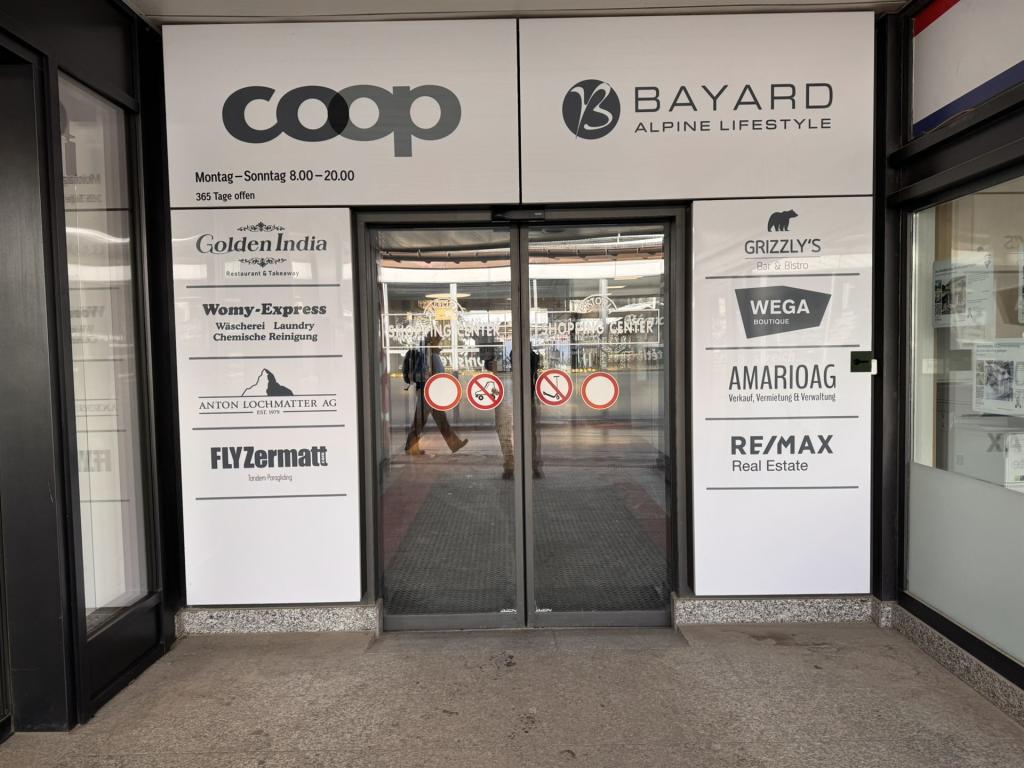 coop
Montag – Sonntag 8.00 – 20.00
365 Tage offen
B BAYARD
ALPINE LIFESTYLE
Golden India
Restaurant & Takeaway
Womy-Express
Wäscherei Laundry
Chemische Reinigung
ANTON LOCHMATTER AG
EST. 1979
FLYZermatt
Tandem Paragliding
SHOPPING CENTER
SHOPPING CENTER
GRIZZLY'S
Bar & Bistro
WEGA
BOUTIQUE
AMARIOAG
Verkauf, Vermietung & Verwaltung
RE/MAX
Real Estate